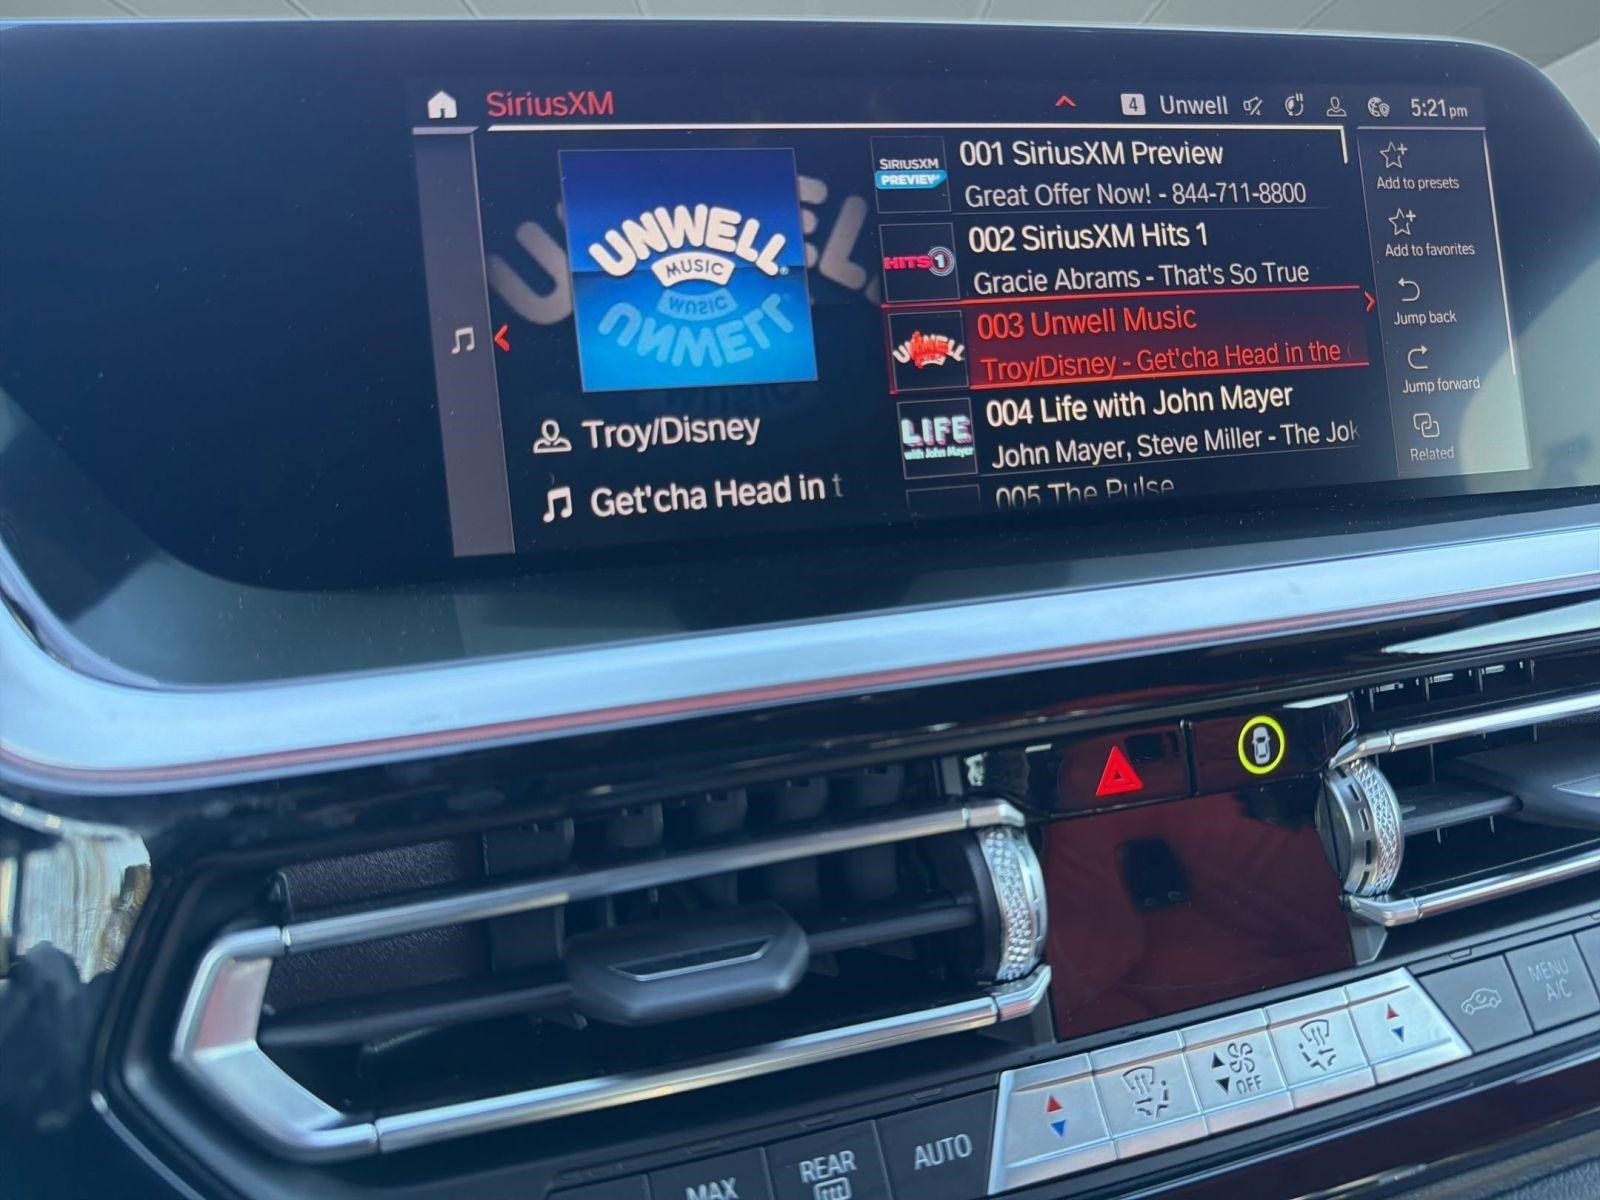 SiriusXM
4 Unwell
5:21 pm
UNWELL
MUSIC
Troy/Disney
Get'cha Head in t
SIRIUSXM
PREVIEW
001 SiriusXM Preview
Great Offer Now! - 844-711-8800
HITS 1
002 SiriusXM Hits 1
Gracie Abrams - That's So True
UNWELL
003 Unwell Music
Troy/Disney - Get'cha Head in the
LIFE
with John Mayer
004 Life with John Mayer
John Mayer, Steve Miller - The Jok
005 The Pulse
Add to presets
Add to favorites
Jump back
Jump forward
Related
MAX
REAR
AUTO
OFF
MENU
A/C